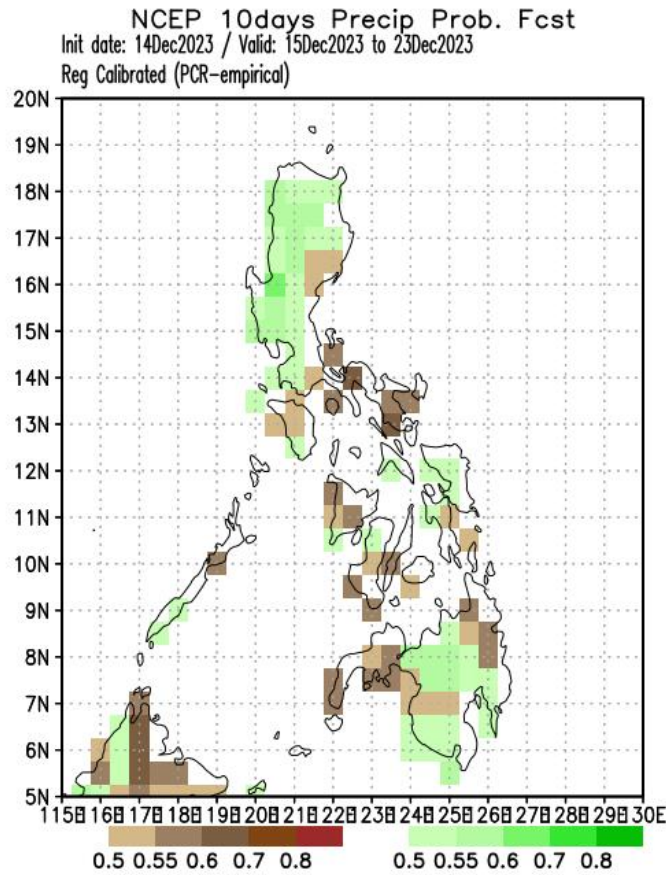 NCEP 10days Precip Prob. Fcst
Init date: 14Dec2023 / Valid: 15Dec2023 to 23Dec2023
Reg Calibrated (PCR-empirical)
20N
19N
18N
17N
16N
15N
14N
13N
12N
11N
10N
9N
8N
7N
6N
5N
115E 116E 117E 118E 119E 120E 121E 122E 123E 124E 125E 126E 127E 128E 129E 130E
0.5 0.55 0.6 0.7 0.8 0.5 0.55 0.6 0.7 0.8